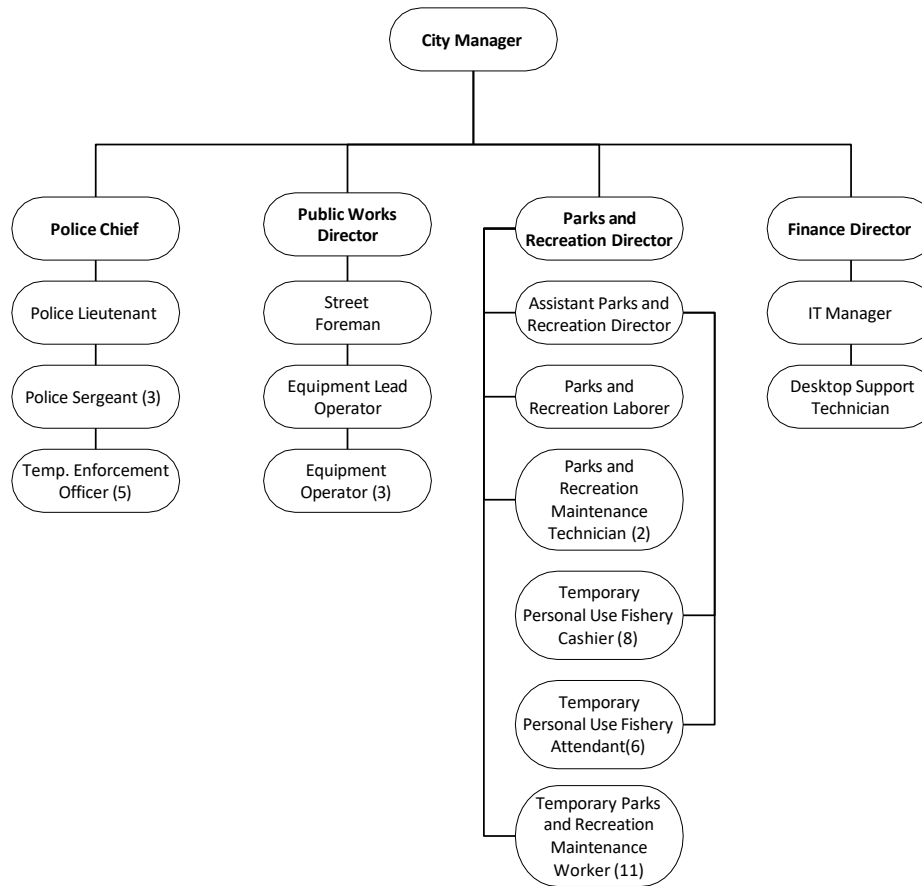 City Manager
Police Chief
Police Lieutenant
Police Sergeant (3)
Temp. Enforcement
Officer (5)
Public Works
Director
Street
Foreman
Equipment Lead
Operator
Equipment
Operator (3)
Parks and
Recreation Director
Assistant Parks and
Recreation Director
Parks and
Recreation Laborer
Parks and
Recreation
Maintenance
Technician (2)
Temporary
Personal Use Fishery
Cashier (8)
Temporary
Personal Use Fishery
Attendant(6)
Temporary Parks
and Recreation
Maintenance
Worker (11)
Finance Director
IT Manager
Desktop Support
Technician